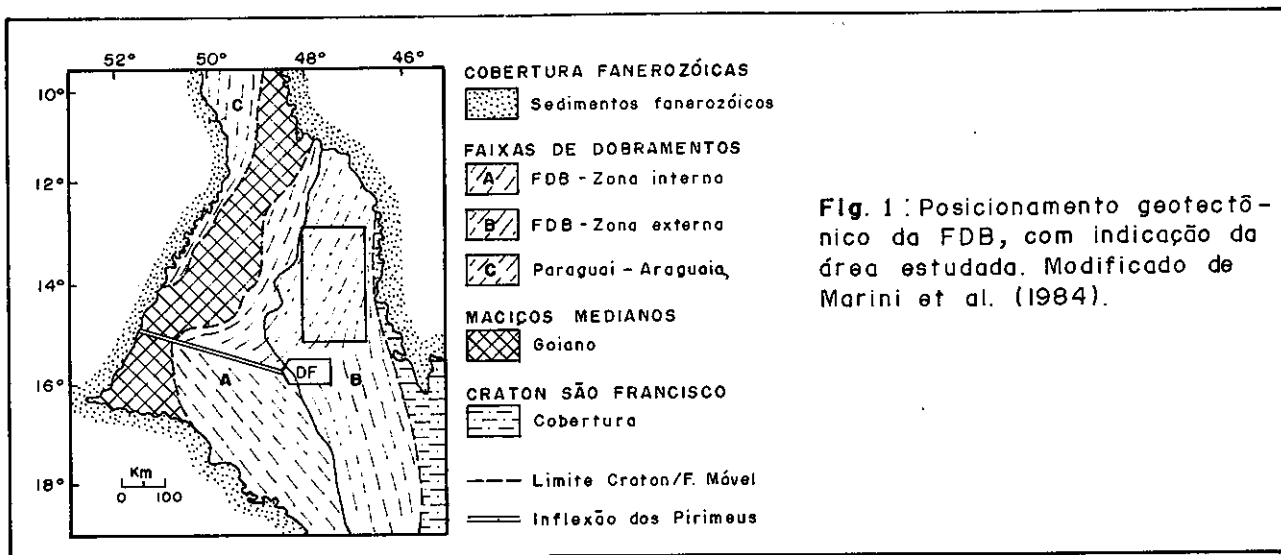 52° 50° 48° 46°
10°
12°
14°
16°
18°
C
A
B
DF
Km
0 100
COBERTURA FANEROZÓICAS
Sedimentos fanerozóicos
FAIXAS DE DOBRAMENTOS
A FDB - Zona interna
B FDB - Zona externa
C Paraguai - Araguaia,
MACIÇOS MEDIANOS
Goiano
CRATON SÃO FRANCISCO
Cobertura
Limite Craton/F. Móvel
Inflexão dos Pirimeus
Fig. 1 : Posicionamento geotectô-
nico da FDB, com indicação da
área estudada. Modificado de
Marini et al. (1984).